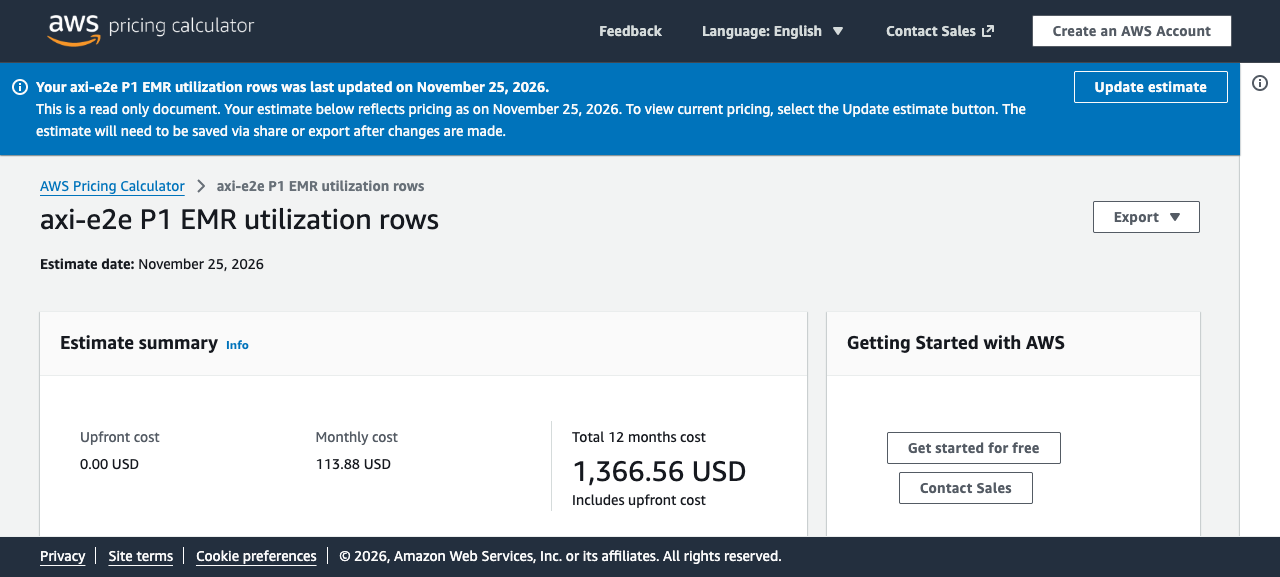 aws pricing calculator
Feedback
Language: English
Contact Sales
Create an AWS Account
Your axi-e2e P1 EMR utilization rows was last updated on November 25, 2026.
This is a read only document. Your estimate below reflects pricing as on November 25, 2026. To view current pricing, select the Update estimate button. The
estimate will need to be saved via share or export after changes are made.
Update estimate
AWS Pricing Calculator
axi-e2e P1 EMR utilization rows
axi-e2e P1 EMR utilization rows
Export
Estimate date: November 25, 2026
Estimate summary Info
Upfront cost
0.00 USD
Monthly cost
113.88 USD
Total 12 months cost
1,366.56 USD
Includes upfront cost
Getting Started with AWS
Get started for free
Contact Sales
Privacy
Site terms
Cookie preferences
© 2026, Amazon Web Services, Inc. or its affiliates. All rights reserved.